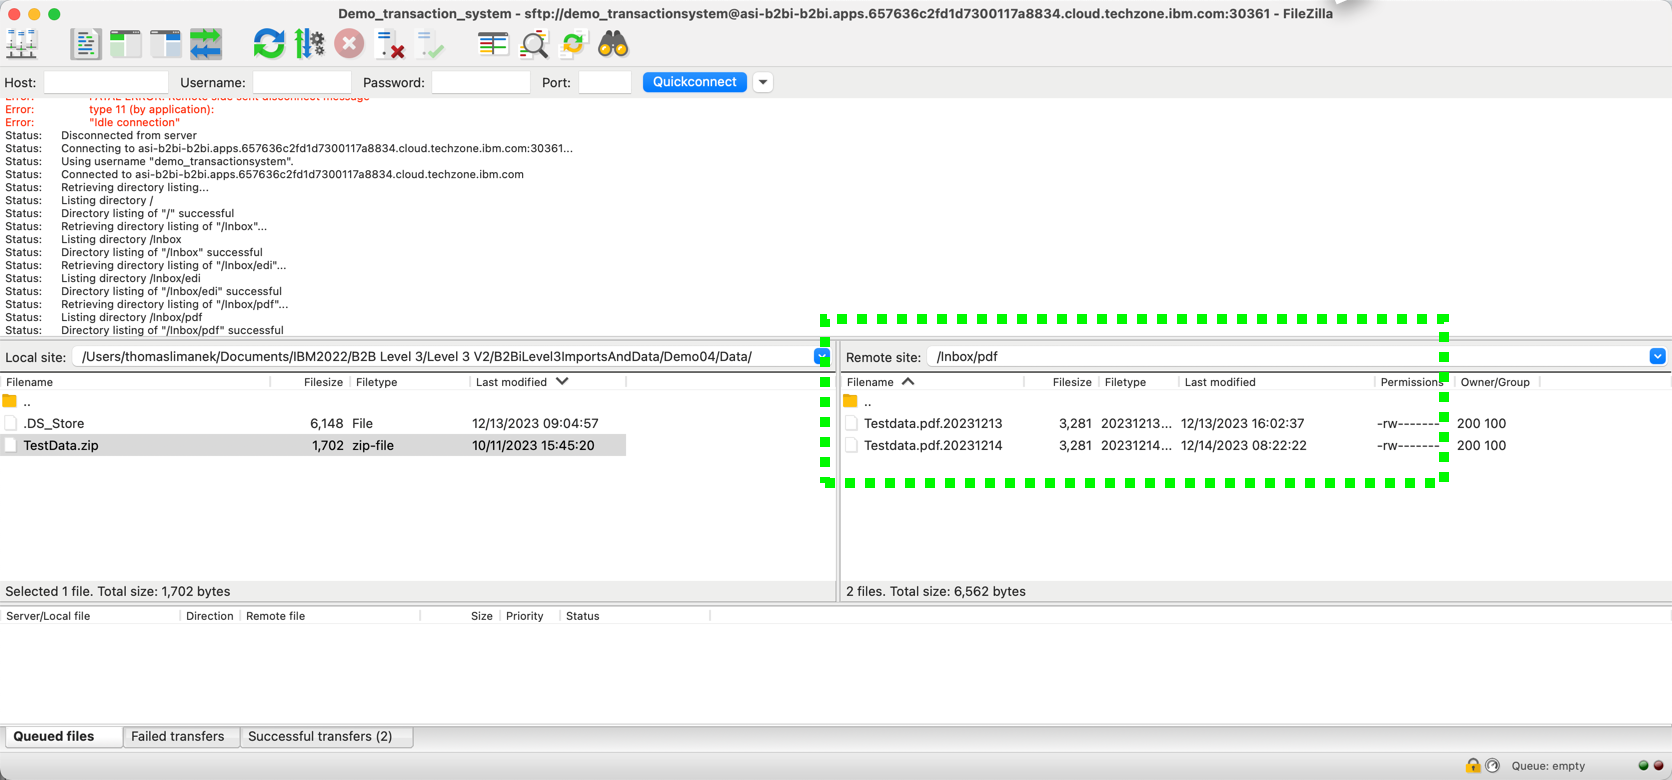 Demo_transaction_system - sftp://demo_transactionsystem@asi-b2bi-b2bi.apps.657636c2fd1d7300117a8834.cloud.techzone.ibm.com:30361 - FileZilla
Host: Username: Password: Port: Quickconnect
Error: FATAL ERROR: Remote side sent disconnect message
Error: type 11 (by application):
Error: "Idle connection"
Status: Disconnected from server
Status: Connecting to asi-b2bi-b2bi.apps.657636c2fd1d7300117a8834.cloud.techzone.ibm.com:30361...
Status: Using username "demo_transactionsystem".
Status: Connected to asi-b2bi-b2bi.apps.657636c2fd1d7300117a8834.cloud.techzone.ibm.com
Status: Retrieving directory listing...
Status: Listing directory /
Status: Directory listing of "/" successful
Status: Retrieving directory listing of "/Inbox"...
Status: Listing directory /Inbox
Status: Directory listing of "/Inbox" successful
Status: Retrieving directory listing of "/Inbox/edi"...
Status: Listing directory /Inbox/edi
Status: Directory listing of "/Inbox/edi" successful
Status: Retrieving directory listing of "/Inbox/pdf"...
Status: Listing directory /Inbox/pdf
Status: Directory listing of "/Inbox/pdf" successful
Local site: /Users/thomaslimanek/Documents/IBM2022/B2B Level 3/Level 3 V2/B2BiLevel3ImportsAndData/Demo04/Data/
Filename Filesize Filetype Last modified
..
.DS_Store 6,148 File 12/13/2023 09:04:57
TestData.zip 1,702 zip-file 10/11/2023 15:45:20
Selected 1 file. Total size: 1,702 bytes
Remote site: /Inbox/pdf
Filename Filesize Filetype Last modified Permissions Owner/Group
..
Testdata.pdf.20231213 3,281 20231213... 12/13/2023 16:02:37 -rw------- 200 100
Testdata.pdf.20231214 3,281 20231214... 12/14/2023 08:22:22 -rw------- 200 100
2 files. Total size: 6,562 bytes
Server/Local file Direction Remote file Size Priority Status
Queued files Failed transfers Successful transfers (2)
Queue: empty